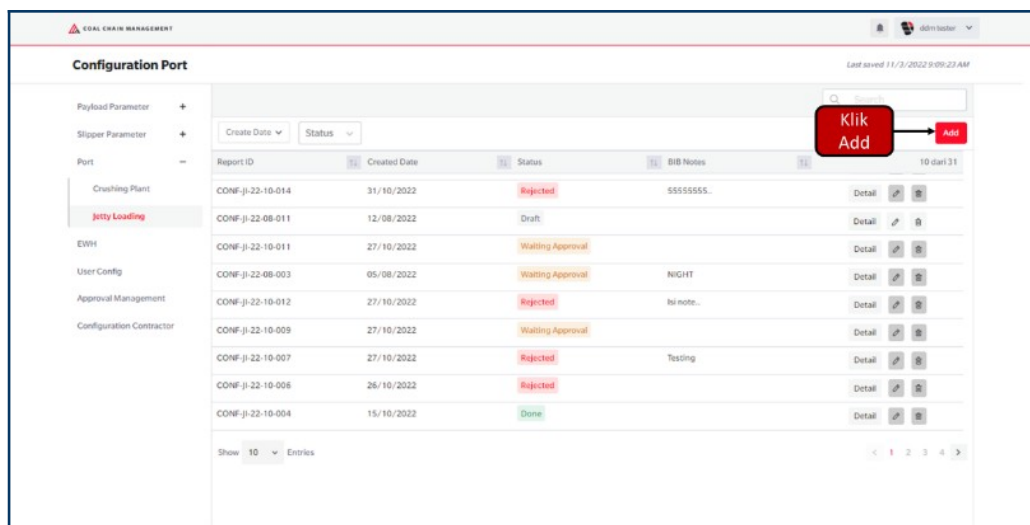 COAL CHAIN MANAGEMENT
ddm tester
Configuration Port
Last saved 11/3/2022 9:09:23 AM
Payload Parameter +
Slipper Parameter +
Port −
Crushing Plant
Jetty Loading
EWH
User Config
Approval Management
Configuration Contractor
Search
Klik
Add
Add
Create Date
Status
Report ID Created Date Status BIB Notes 10 dari 31
CONF-JI-22-10-014 31/10/2022 Rejected 55555555.. Detail
CONF-JI-22-08-011 12/08/2022 Draft Detail
CONF-JI-22-10-011 27/10/2022 Waiting Approval Detail
CONF-JI-22-08-003 05/08/2022 Waiting Approval NIGHT Detail
CONF-JI-22-10-012 27/10/2022 Rejected Isi note.. Detail
CONF-JI-22-10-009 27/10/2022 Waiting Approval Detail
CONF-JI-22-10-007 27/10/2022 Rejected Testing Detail
CONF-JI-22-10-006 26/10/2022 Rejected Detail
CONF-JI-22-10-004 15/10/2022 Done Detail
Show 10 Entries
< 1 2 3 4 >